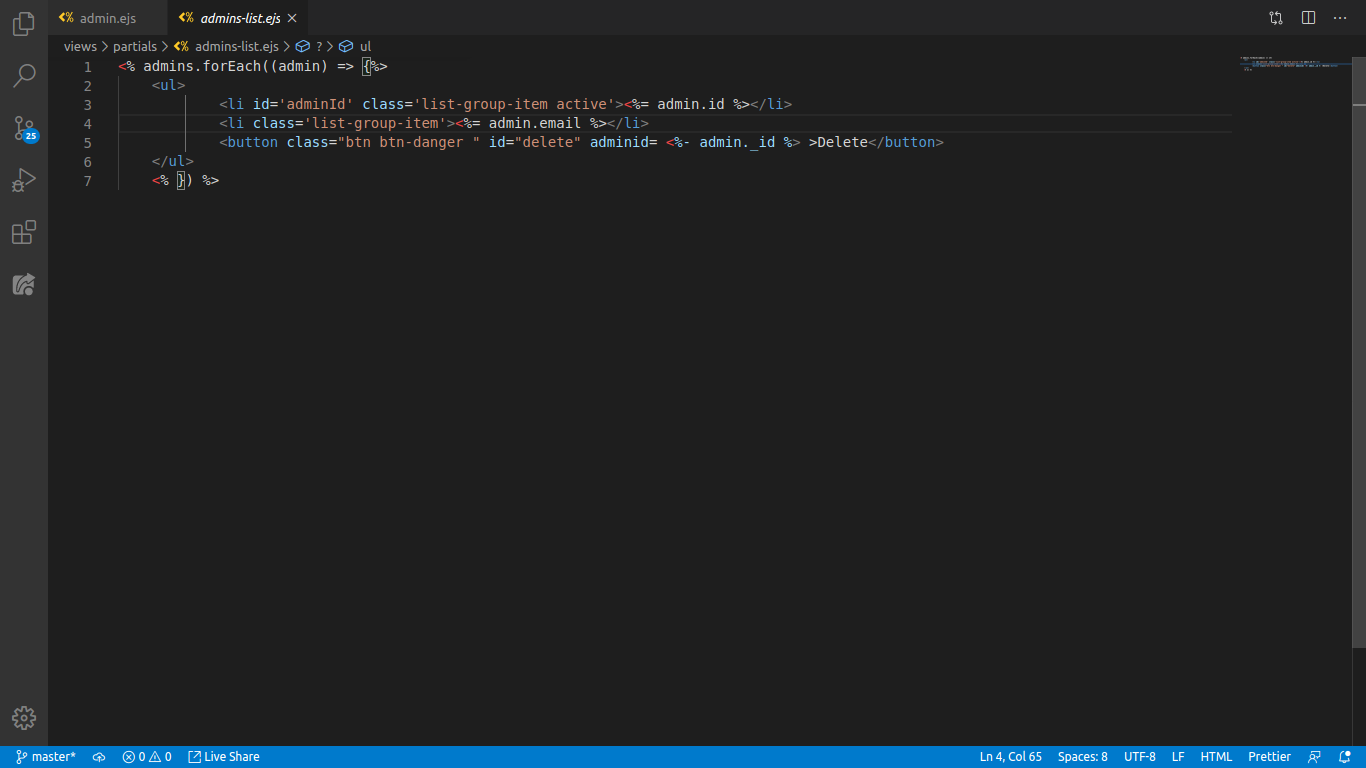 admin.ejs
admins-list.ejs
views > partials > admins-list.ejs > ? > ul
1 <% admins.forEach((admin) => {%>
2 <ul>
3 <li id='adminId' class='list-group-item active'><%= admin.id %></li>
4 <li class='list-group-item'><%= admin.email %></li>
5 <button class="btn btn-danger " id="delete" adminid= <%- admin._id %> >Delete</button>
6 </ul>
7 <% }) %>
25
master* 0 0 Live Share Ln 4, Col 65 Spaces: 8 UTF-8 LF HTML Prettier